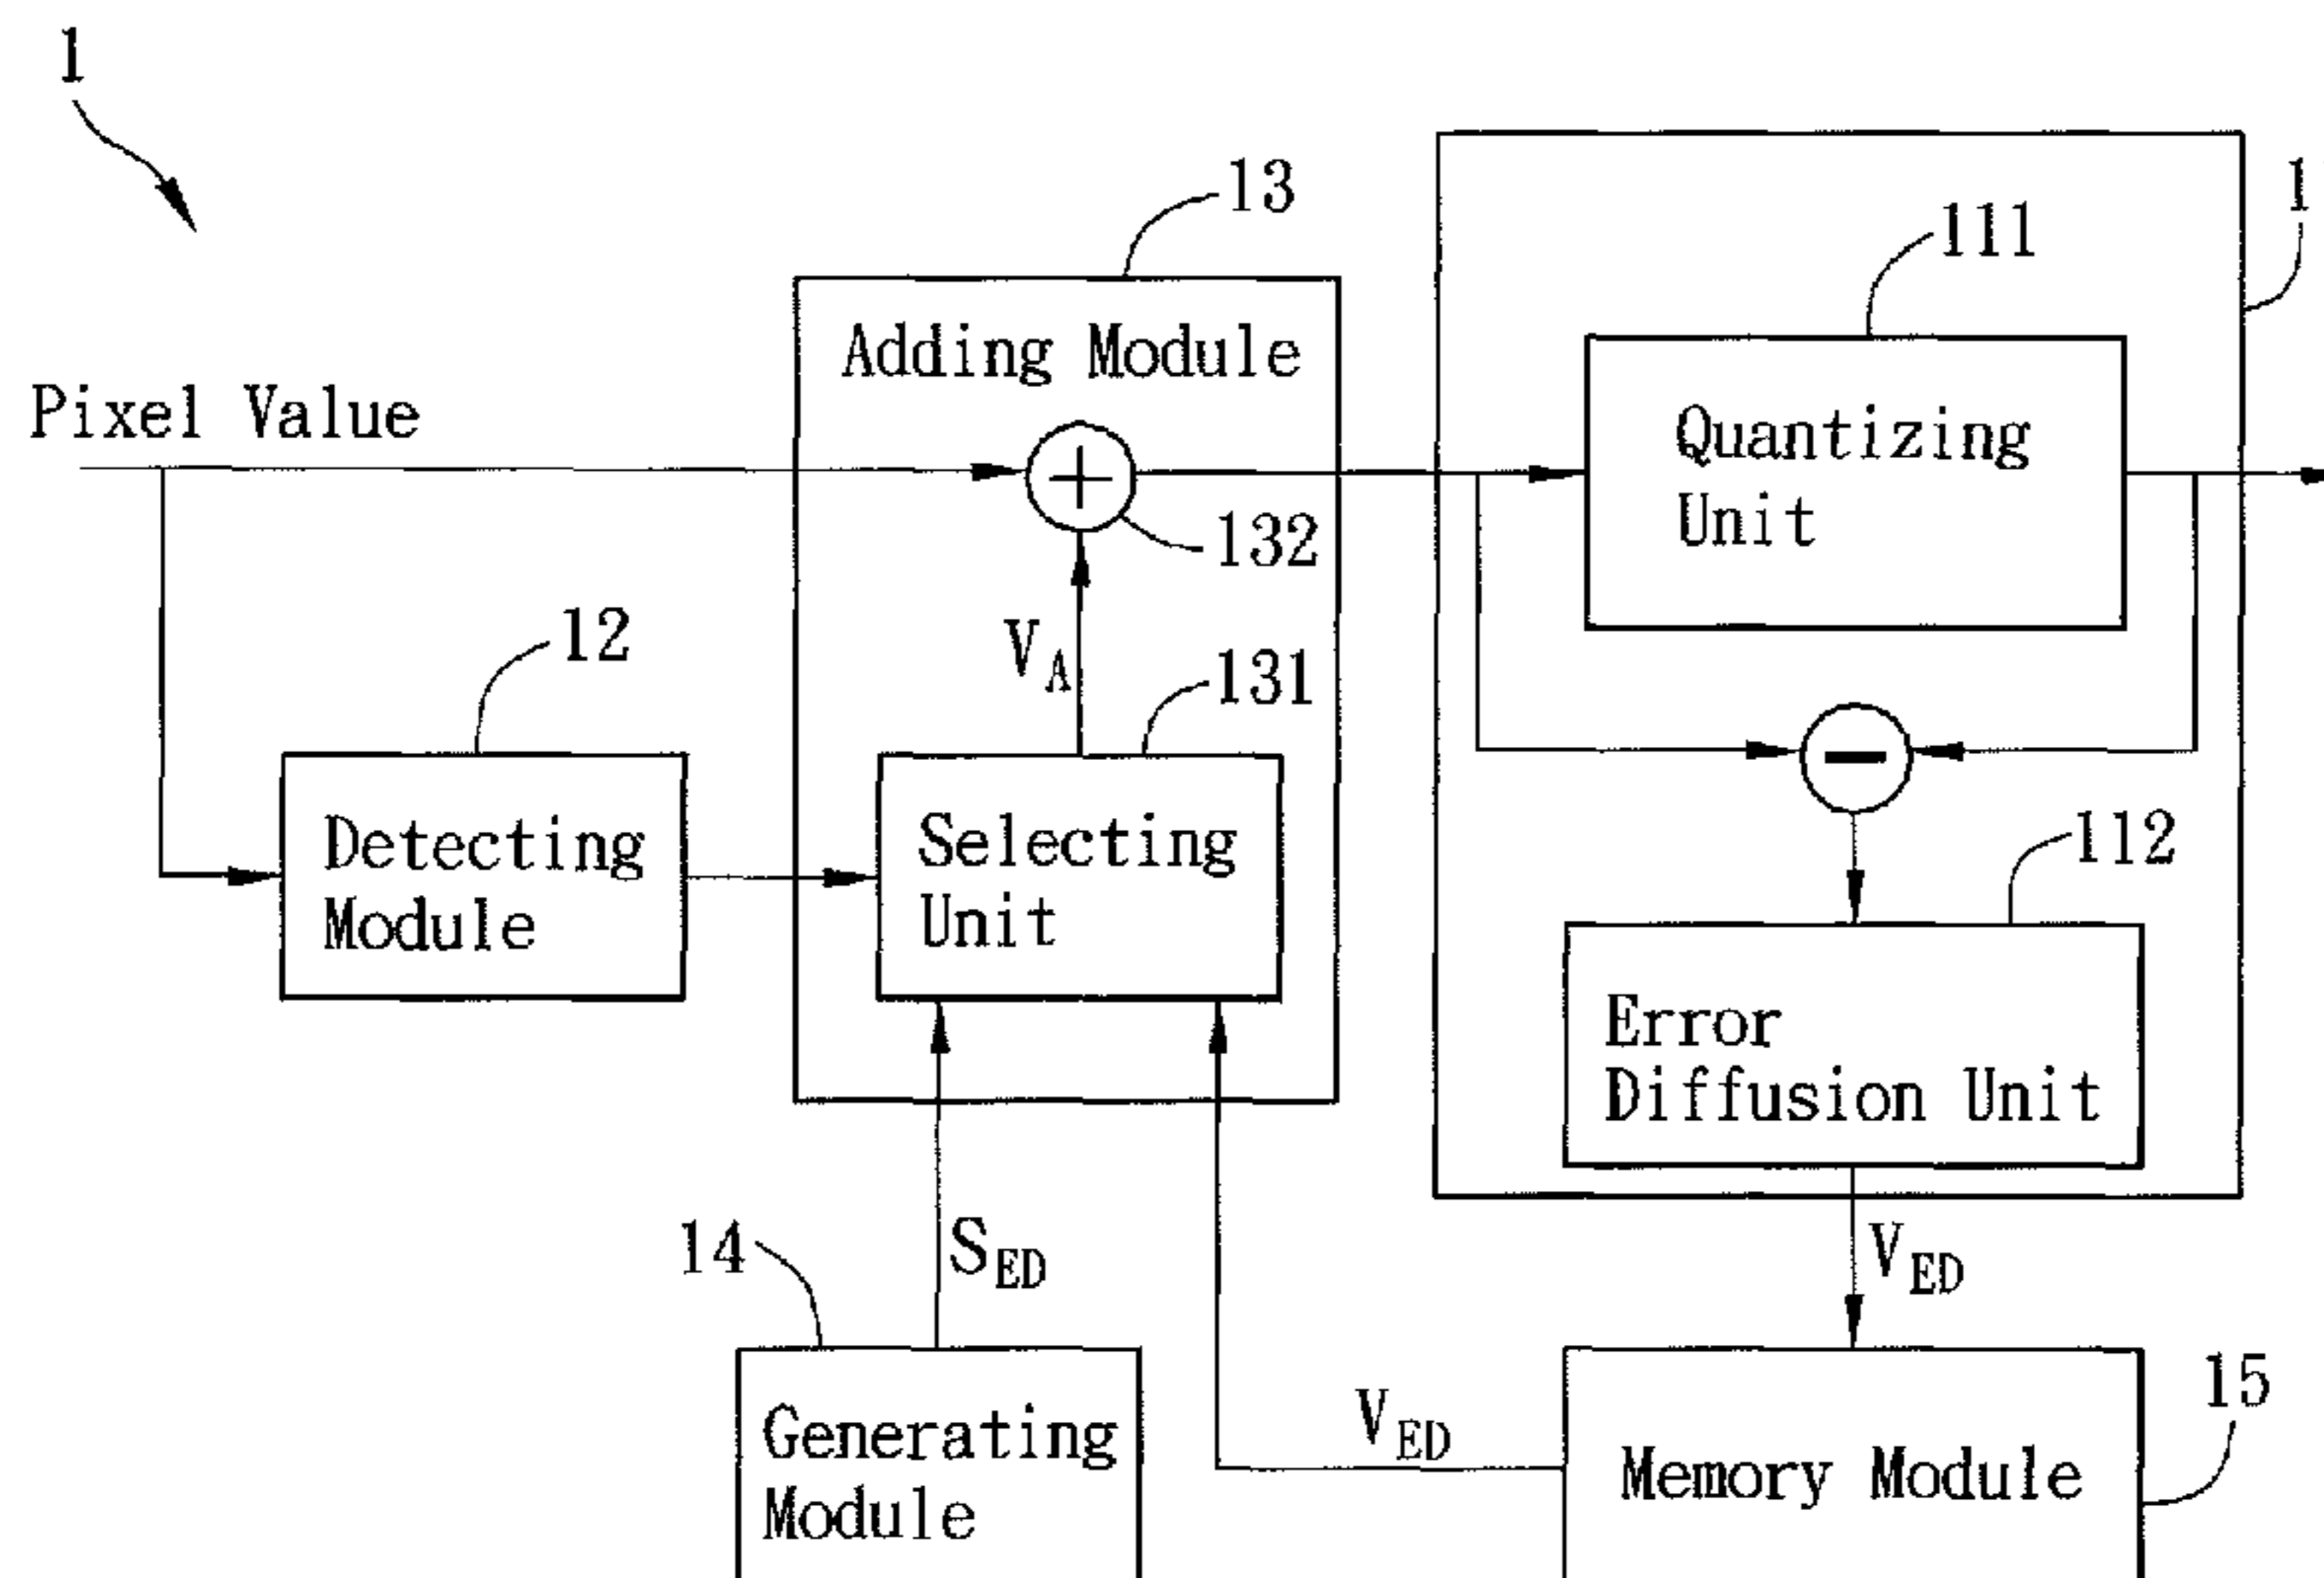 1
13
1
111
Adding Module
Pixel Value
Quantizing
Unit
132
12
V_A
131
Detecting
Module
Selecting
Unit
112
Error
Diffusion Unit
14
S_ED
V_ED
15
V_ED
Generating
Module
Memory Module